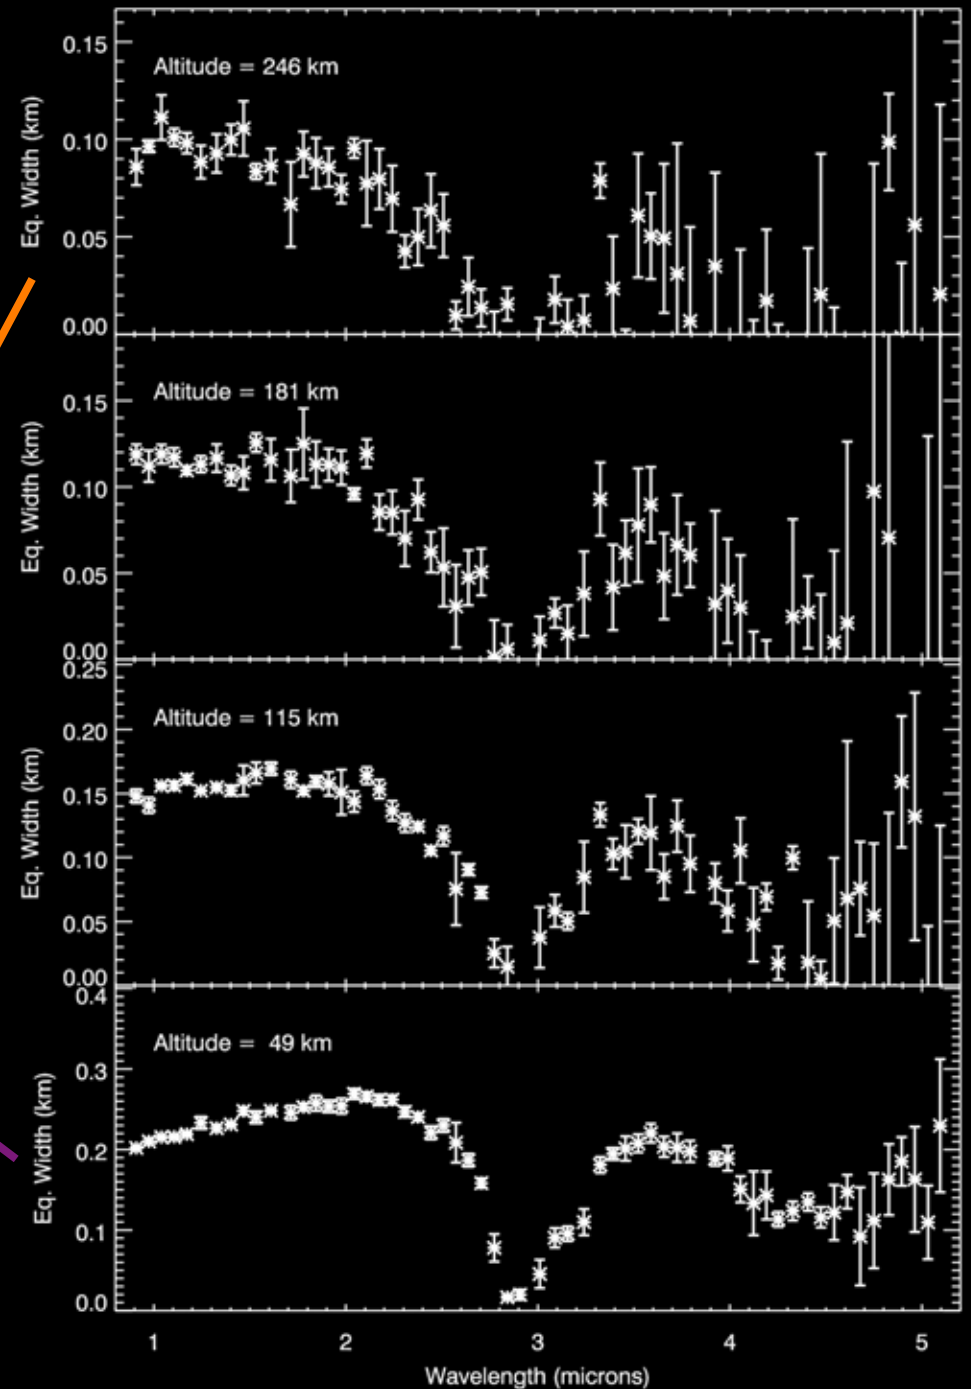 0.15
Altitude = 246 km
0.10
0.05
0.00
Eq. Width (km)
0.15
Altitude = 181 km
0.10
0.05
0.00
Eq. Width (km)
0.25
0.20
Altitude = 115 km
0.15
0.10
0.05
0.00
Eq. Width (km)
0.4
Altitude = 49 km
0.3
0.2
0.1
0.0
Eq. Width (km)
1 2 3 4 5
Wavelength (microns)